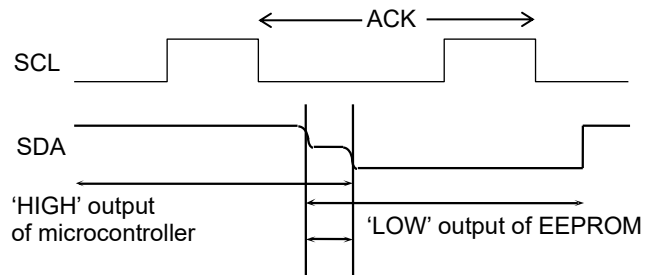 ACK
SCL
SDA
‘HIGH’ output
of microcontroller
‘LOW’ output of EEPROM